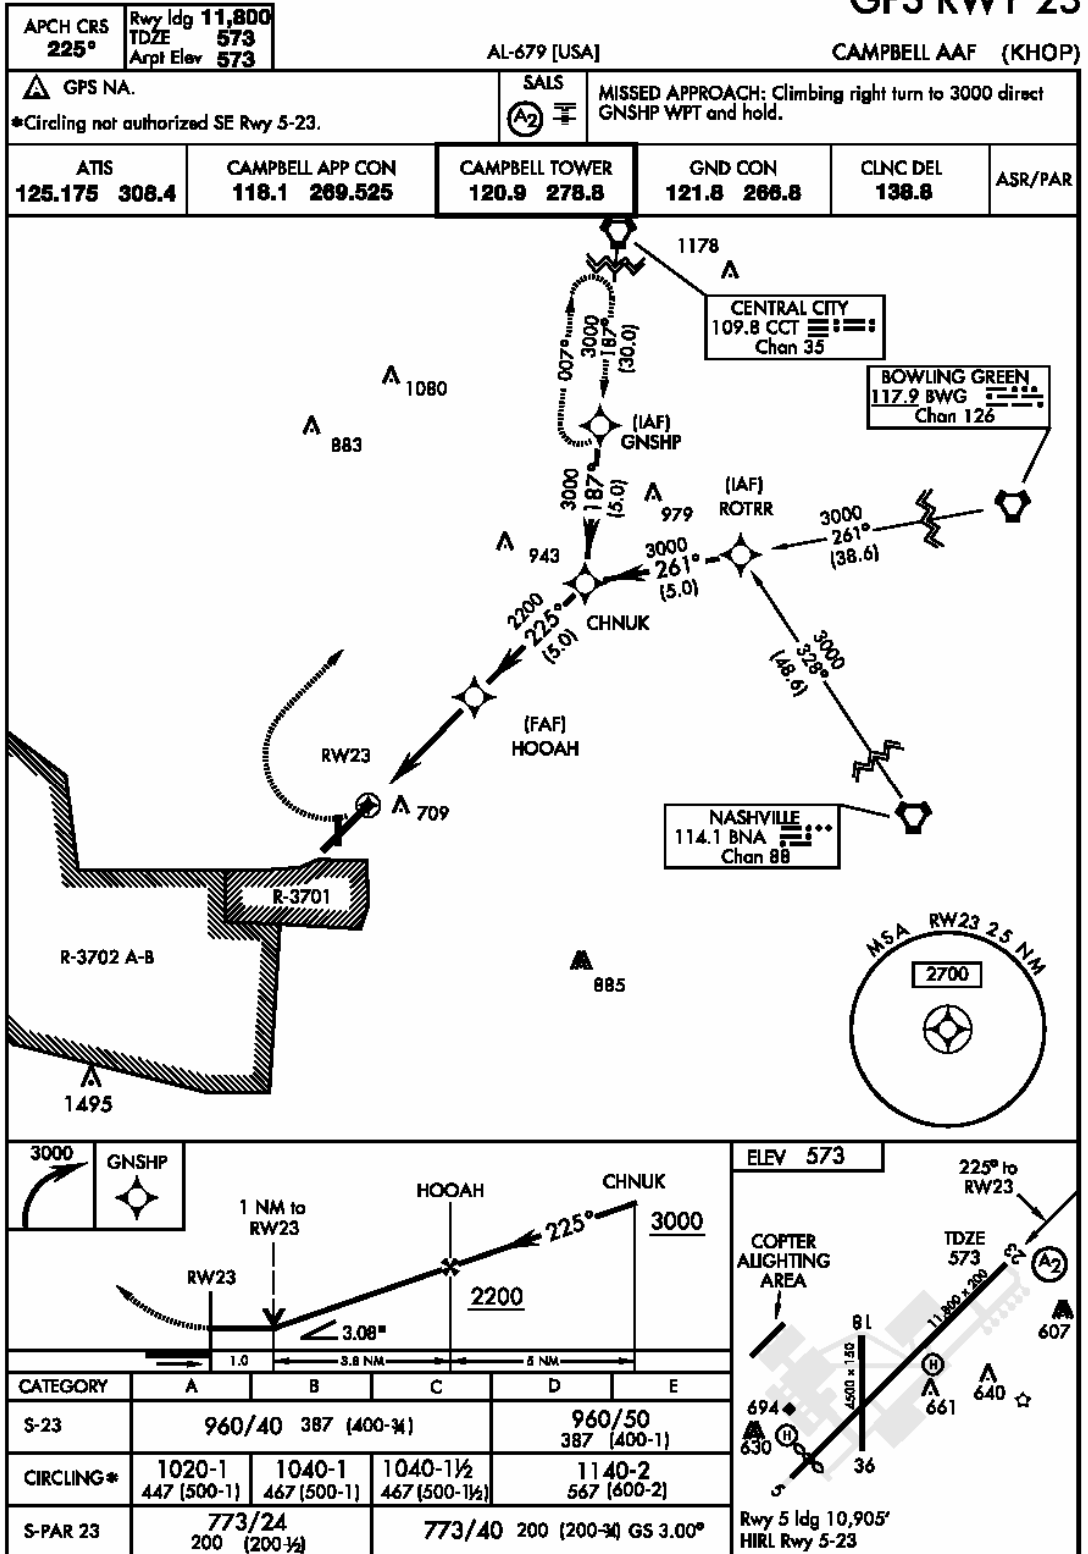 GPS RWY 23
APCH CRS
225°
Rwy ldg 11,800
TDZE 573
Arpt Elev 573
AL-679 [USA]
CAMPBELL AAF (KHOP)
GPS NA.
*Circling not authorized SE Rwy 5-23.
SALS
A2
MISSED APPROACH: Climbing right turn to 3000 direct
GNSHP WPT and hold.
ATIS
125.175 308.4
CAMPBELL APP CON
118.1 269.525
CAMPBELL TOWER
120.9 278.8
GND CON
121.8 266.8
CLNC DEL
138.8
ASR/PAR
1178
CENTRAL CITY
109.8 CCT
Chan 35
007°
3000
187°
(30.0)
1080
883
BOWLING GREEN
117.9 BWG
Chan 126
(IAF)
GNSHP
3000
187°
(5.0)
979
(IAF)
ROTRR
3000
261°
(38.6)
943
3000
261°
(5.0)
CHNUK
2200
225°
(5.0)
3000
328°
(48.6)
(FAF)
HOOAH
RW23
709
NASHVILLE
114.1 BNA
Chan 88
R-3701
R-3702 A-B
885
MSA RW23 25 NM
2700
1495
3000
GNSHP
1 NM to
RW23
HOOAH
CHNUK
225°
3000
RW23
2200
3.08°
1.0
3.8 NM
5 NM
ELEV 573
225° to
RW23
COPTER
ALIGHTING
AREA
TDZE
573
23
A2
11,800 x 200
607
18
4500 x 150
H
661
640
694
630
H
36
5
Rwy 5 ldg 10,905'
HIRL Rwy 5-23
CATEGORY A B C D E
S-23 960/40 387 (400-¾) 960/50 387 (400-1)
CIRCLING* 1020-1 447 (500-1) 1040-1 467 (500-1) 1040-1½ 467 (500-1½) 1140-2 567 (600-2)
S-PAR 23 773/24 200 (200-½) 773/40 200 (200-¾) GS 3.00°